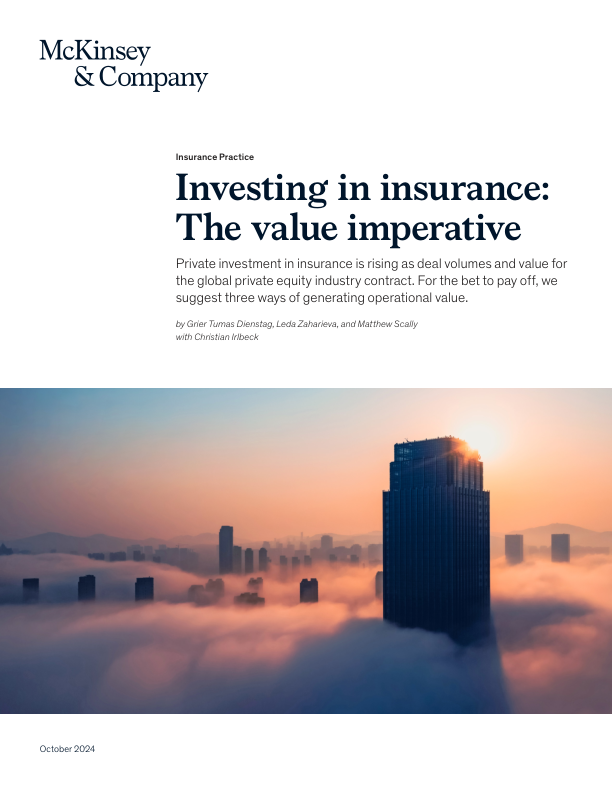 McKinsey
& Company
Insurance Practice
Investing in insurance:
The value imperative
Private investment in insurance is rising as deal volumes and value for
the global private equity industry contract. For the bet to pay off, we
suggest three ways of generating operational value.
by Grier Tumas Dienstag, Leda Zaharieva, and Matthew Scally
with Christian Irlbeck
October 2024